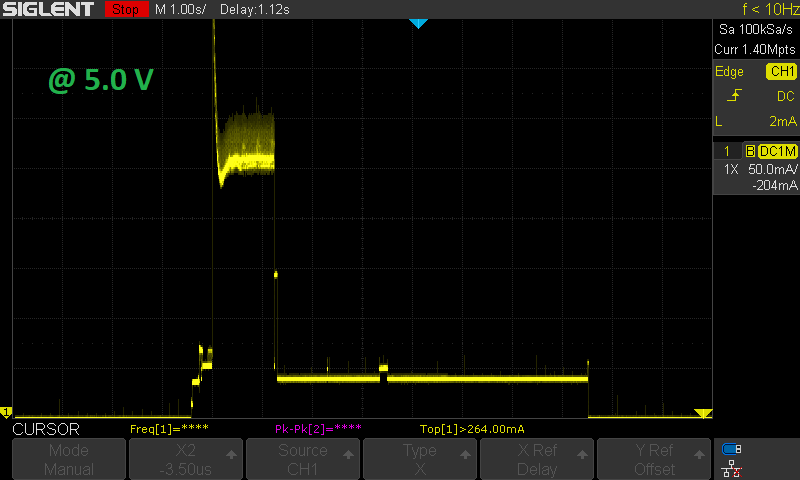 SIGLENT Stop M 1.00s/ Delay:1.12s f < 10Hz
Sa 100kSa/s
Curr 1.40Mpts
@ 5.0 V
Edge CH1
DC
L 2mA
1 B DC1M
1X 50.0mA/
-204mA
1
CURSOR Freq[1]=**** Pk-Pk[2]=**** Top[1]>264.00mA
Mode X2 Source Type X Ref Y Ref
Manual -3.50us CH1 X Delay Offset